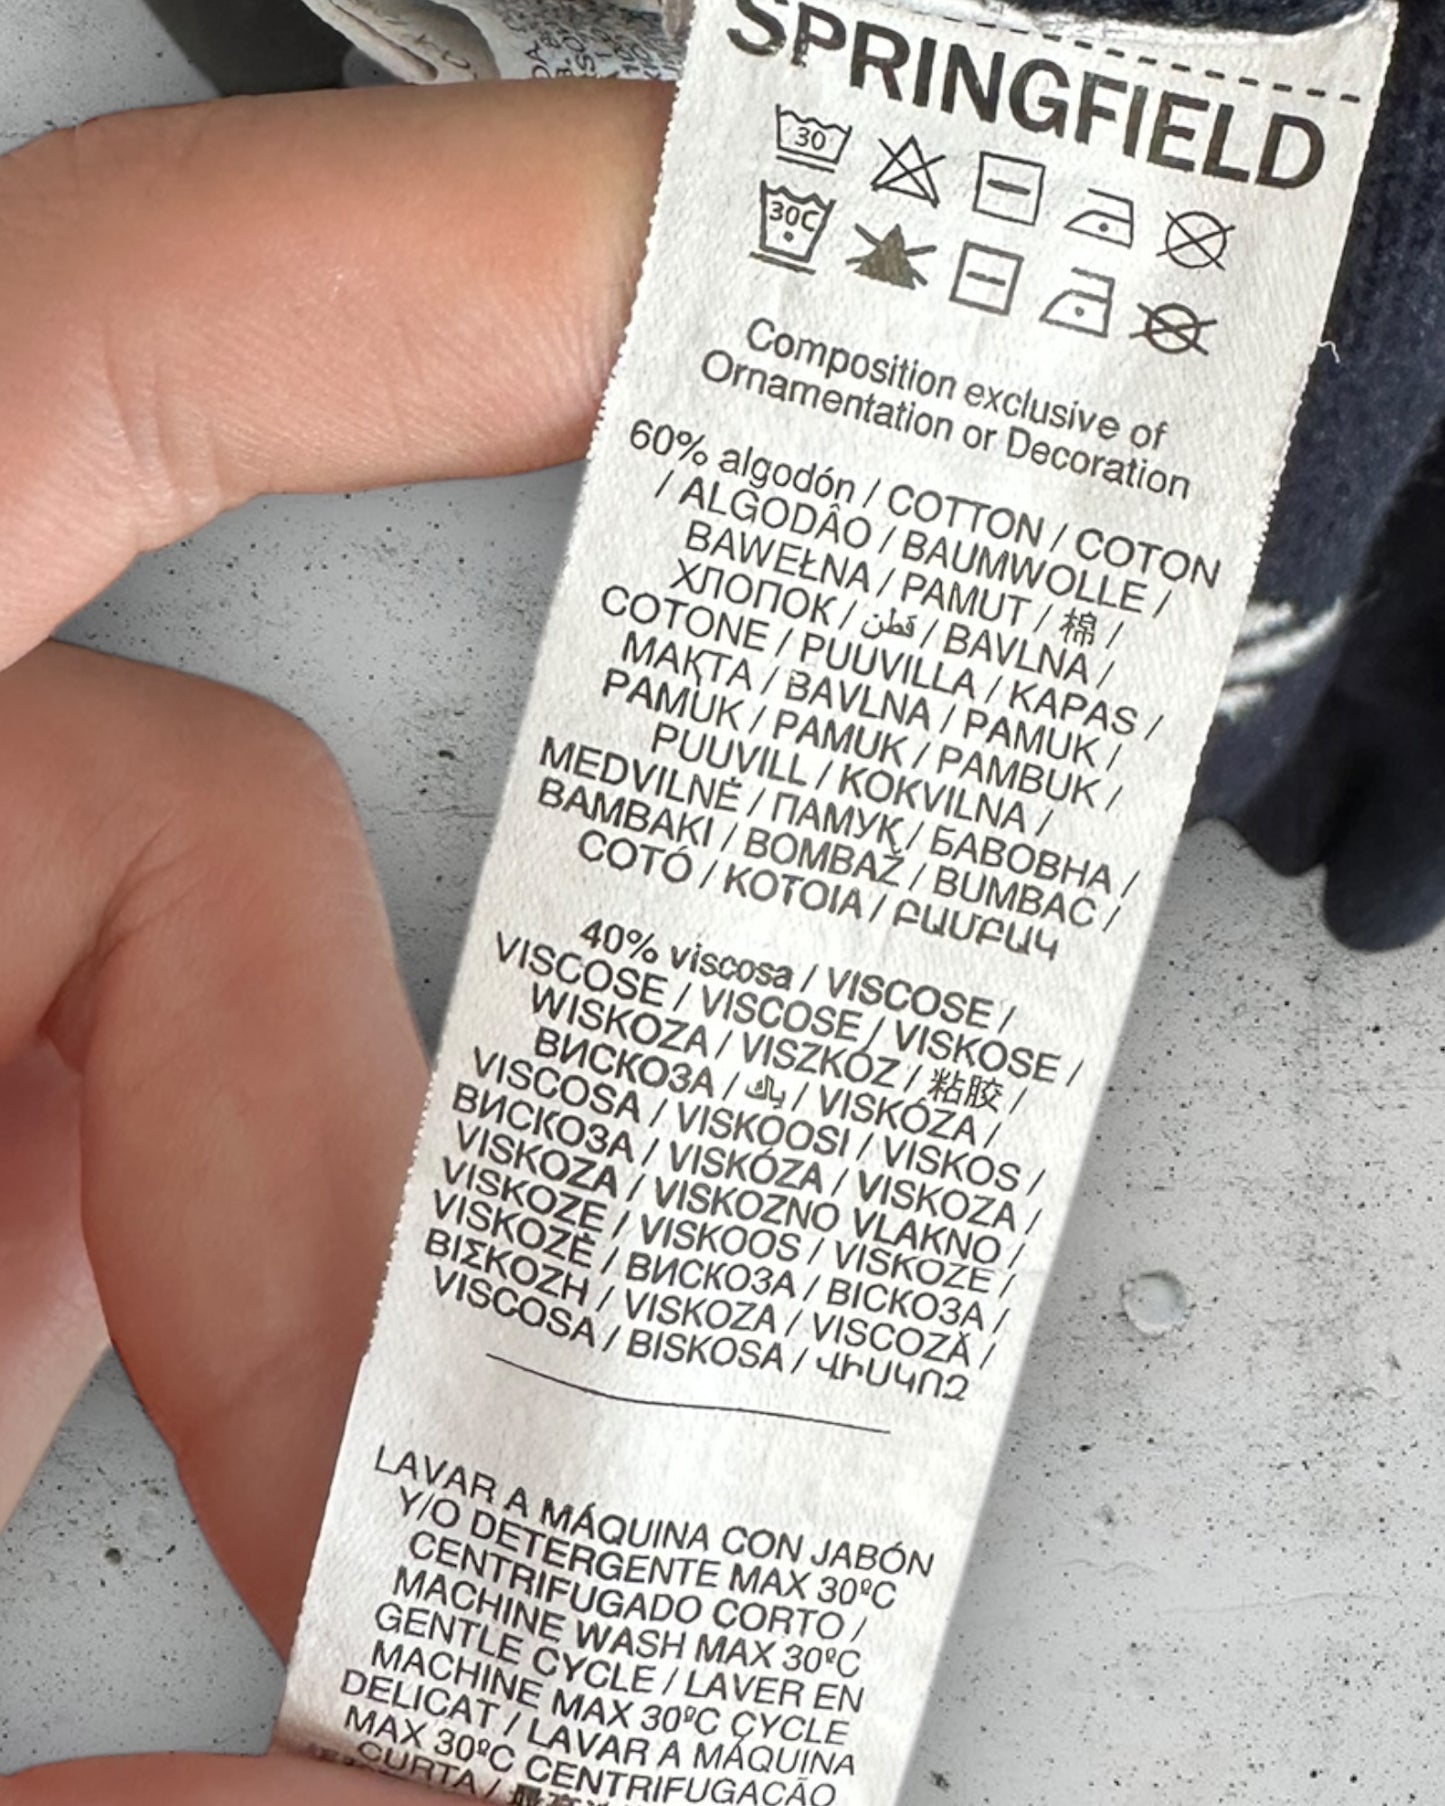 SPRINGFIELD
30
30C
Composition exclusive of
Ornamentation or Decoration
60% algodón / COTTON / COTON
/ ALGODÂO / BAUMWOLLE /
BAWEŁNA / PAMUT / 棉 /
ХЛОПОК / قطن / BAVLNA /
COTONE / PUUVILLA / KAPAS /
МАҚТА / BAVLNA / PAMUK /
PAMUK / PAMUK / PAMBUK /
PUUVILL / KOKVILNA /
MEDVILNĖ / ПАМУК / БАВОВНА /
BAMBAKI / BOMBAŽ / BUMBAC /
COTÓ / KOTOIA / ԲԱՄԲԱԿ
40% viscosa / VISCOSE /
VISCOSE / VISCOSE / VISKOSE /
WISKOZA / VISZKÓZ / 粘胶 /
ВИСКОЗА / / VISKÓZA /
VISCOSA / VISKOOSI / VISKOS /
ВИСКОЗА / VISKÓZA / VISKOZA /
VISKOZA / VISKOZNO VLAKNO /
VISKOZE / VISKOOS / VISKOZE /
VISKOZĖ / ВИСКОЗА / ВІСКОЗА /
ΒΙΣΚΟΖΗ / VISKOZA / VISCOZĂ /
VISCOSA / BISKOSA / ՎԻՍԿՈԶ
LAVAR A MÁQUINA CON JABÓN
Y/O DETERGENTE MAX 30ºC
CENTRIFUGADO CORTO /
MACHINE WASH MAX 30ºC
GENTLE CYCLE / LAVER EN
MACHINE MAX 30ºC CYCLE
DELICAT / LAVAR A MÁQUINA
MAX 30ºC CENTRIFUGAÇÃO
CURTA /